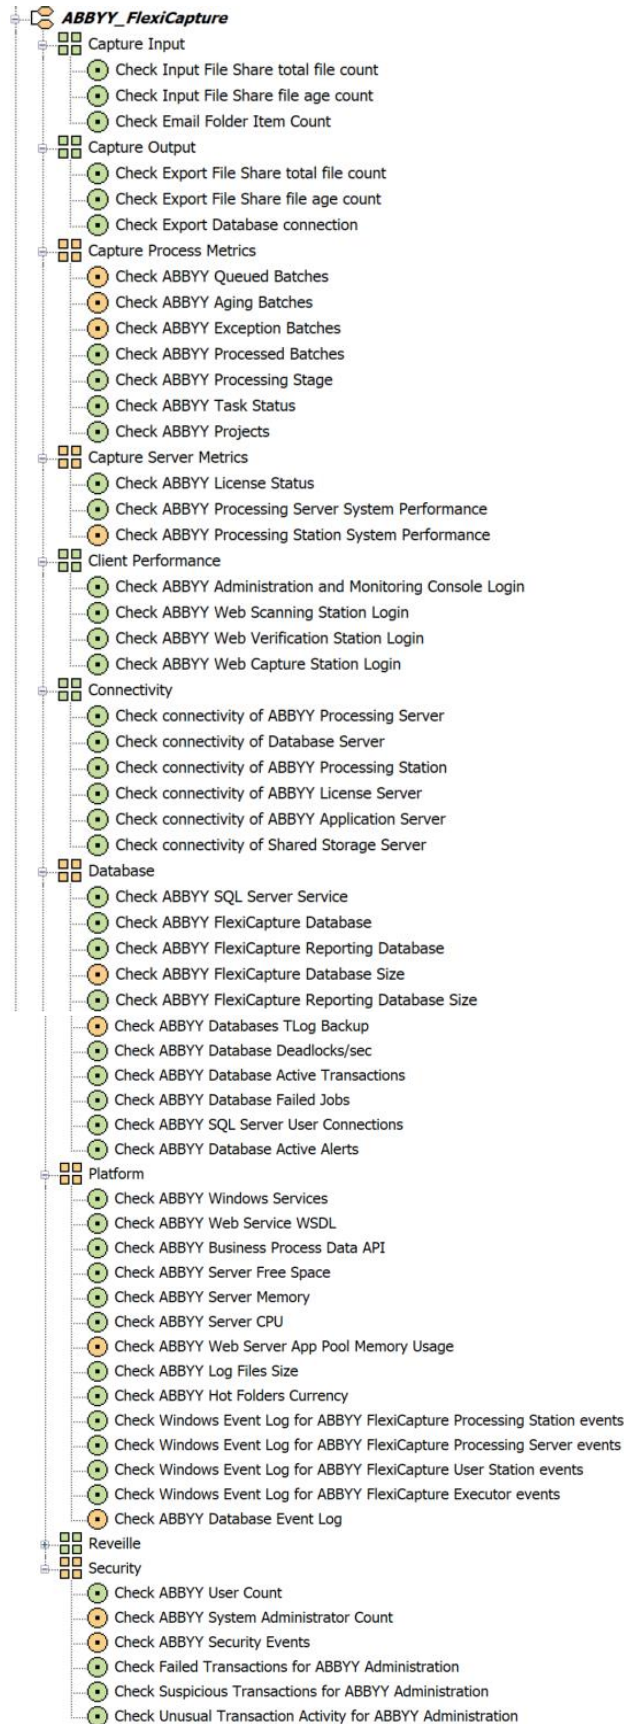 ABBYY_FlexiCapture
Capture Input
Check Input File Share total file count
Check Input File Share file age count
Check Email Folder Item Count
Capture Output
Check Export File Share total file count
Check Export File Share file age count
Check Export Database connection
Capture Process Metrics
Check ABBYY Queued Batches
Check ABBYY Aging Batches
Check ABBYY Exception Batches
Check ABBYY Processed Batches
Check ABBYY Processing Stage
Check ABBYY Task Status
Check ABBYY Projects
Capture Server Metrics
Check ABBYY License Status
Check ABBYY Processing Server System Performance
Check ABBYY Processing Station System Performance
Client Performance
Check ABBYY Administration and Monitoring Console Login
Check ABBYY Web Scanning Station Login
Check ABBYY Web Verification Station Login
Check ABBYY Web Capture Station Login
Connectivity
Check connectivity of ABBYY Processing Server
Check connectivity of Database Server
Check connectivity of ABBYY Processing Station
Check connectivity of ABBYY License Server
Check connectivity of ABBYY Application Server
Check connectivity of Shared Storage Server
Database
Check ABBYY SQL Server Service
Check ABBYY FlexiCapture Database
Check ABBYY FlexiCapture Reporting Database
Check ABBYY FlexiCapture Database Size
Check ABBYY FlexiCapture Reporting Database Size
Check ABBYY Databases TLog Backup
Check ABBYY Database Deadlocks/sec
Check ABBYY Database Active Transactions
Check ABBYY Database Failed Jobs
Check ABBYY SQL Server User Connections
Check ABBYY Database Active Alerts
Platform
Check ABBYY Windows Services
Check ABBYY Web Service WSDL
Check ABBYY Business Process Data API
Check ABBYY Server Free Space
Check ABBYY Server Memory
Check ABBYY Server CPU
Check ABBYY Web Server App Pool Memory Usage
Check ABBYY Log Files Size
Check ABBYY Hot Folders Currency
Check Windows Event Log for ABBYY FlexiCapture Processing Station events
Check Windows Event Log for ABBYY FlexiCapture Processing Server events
Check Windows Event Log for ABBYY FlexiCapture User Station events
Check Windows Event Log for ABBYY FlexiCapture Executor events
Check ABBYY Database Event Log
Reveille
Security
Check ABBYY User Count
Check ABBYY System Administrator Count
Check ABBYY Security Events
Check Failed Transactions for ABBYY Administration
Check Suspicious Transactions for ABBYY Administration
Check Unusual Transaction Activity for ABBYY Administration